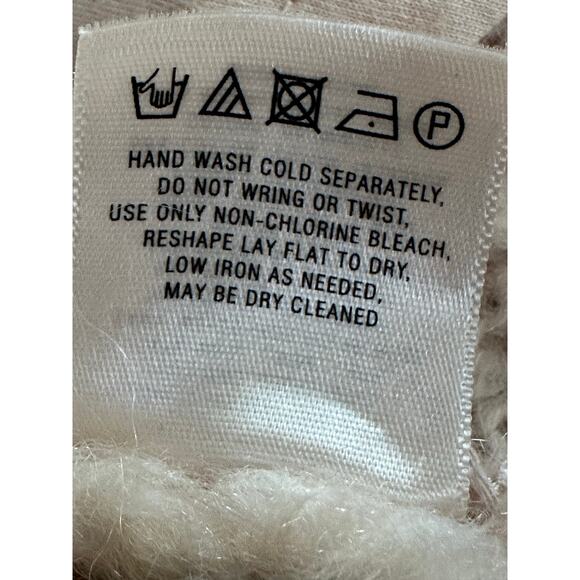 P
HAND WASH COLD SEPARATELY,
DO NOT WRING OR TWIST,
USE ONLY NON-CHLORINE BLEACH,
RESHAPE LAY FLAT TO DRY,
LOW IRON AS NEEDED,
MAY BE DRY CLEANED